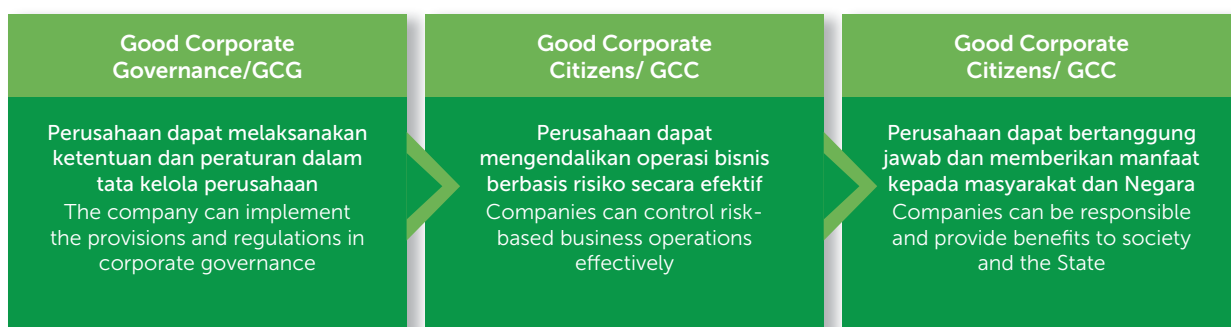 Good Corporate
Governance/GCG
Perusahaan dapat melaksanakan
ketentuan dan peraturan dalam
tata kelola perusahaan
The company can implement
the provisions and regulations in
corporate governance
Good Corporate
Citizens/ GCC
Perusahaan dapat
mengendalikan operasi bisnis
berbasis risiko secara efektif
Companies can control risk-
based business operations
effectively
Good Corporate
Citizens/ GCC
Perusahaan dapat bertanggung
jawab dan memberikan manfaat
kepada masyarakat dan Negara
Companies can be responsible
and provide benefits to society
and the State